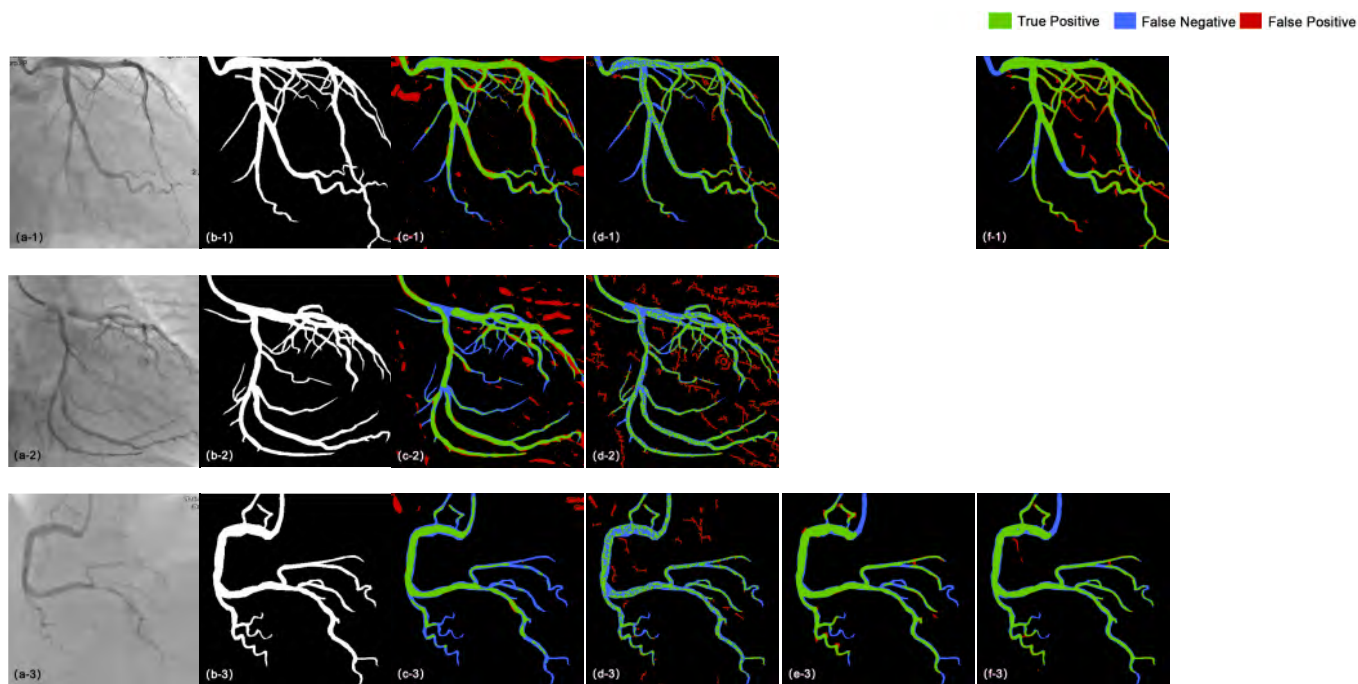 True Positive False Negative False Positive
(a-1) (b-1) (c-1) (d-1) (f-1)
(a-2) (b-2) (c-2) (d-2)
(a-3) (b-3) (c-3) (d-3) (e-3) (f-3)